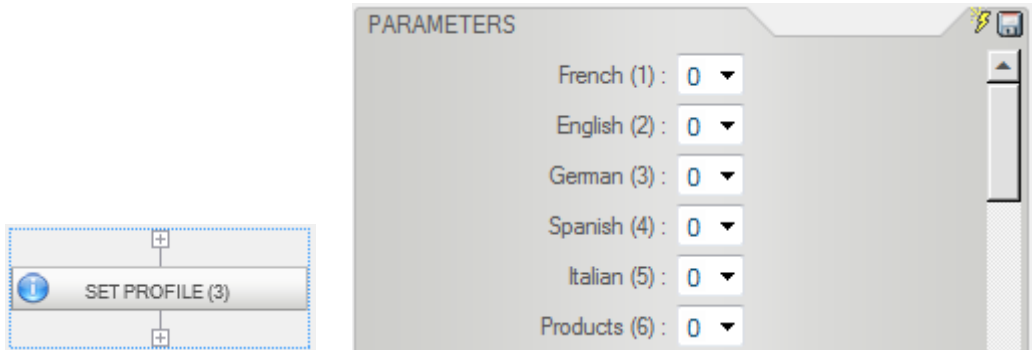 PARAMETERS
French (1) : 0
English (2) : 0
German (3) : 0
Spanish (4) : 0
Italian (5) : 0
Products (6) : 0
SET PROFILE (3)